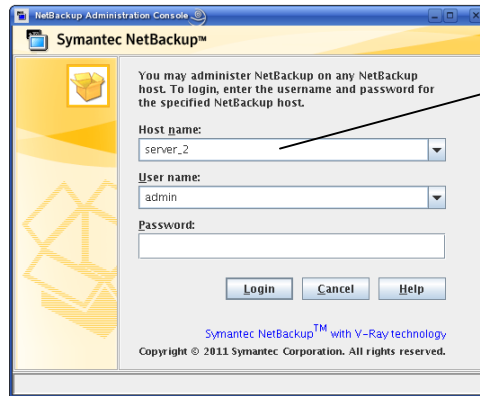 NetBackup Administration Console
Symantec NetBackup™
You may administer NetBackup on any NetBackup
host. To login, enter the username and password for
the specified NetBackup host.
Host name:
server_2
User name:
admin
Password:
Login Cancel Help
Symantec NetBackup™ with V-Ray technology
Copyright © 2011 Symantec Corporation. All rights reserved.